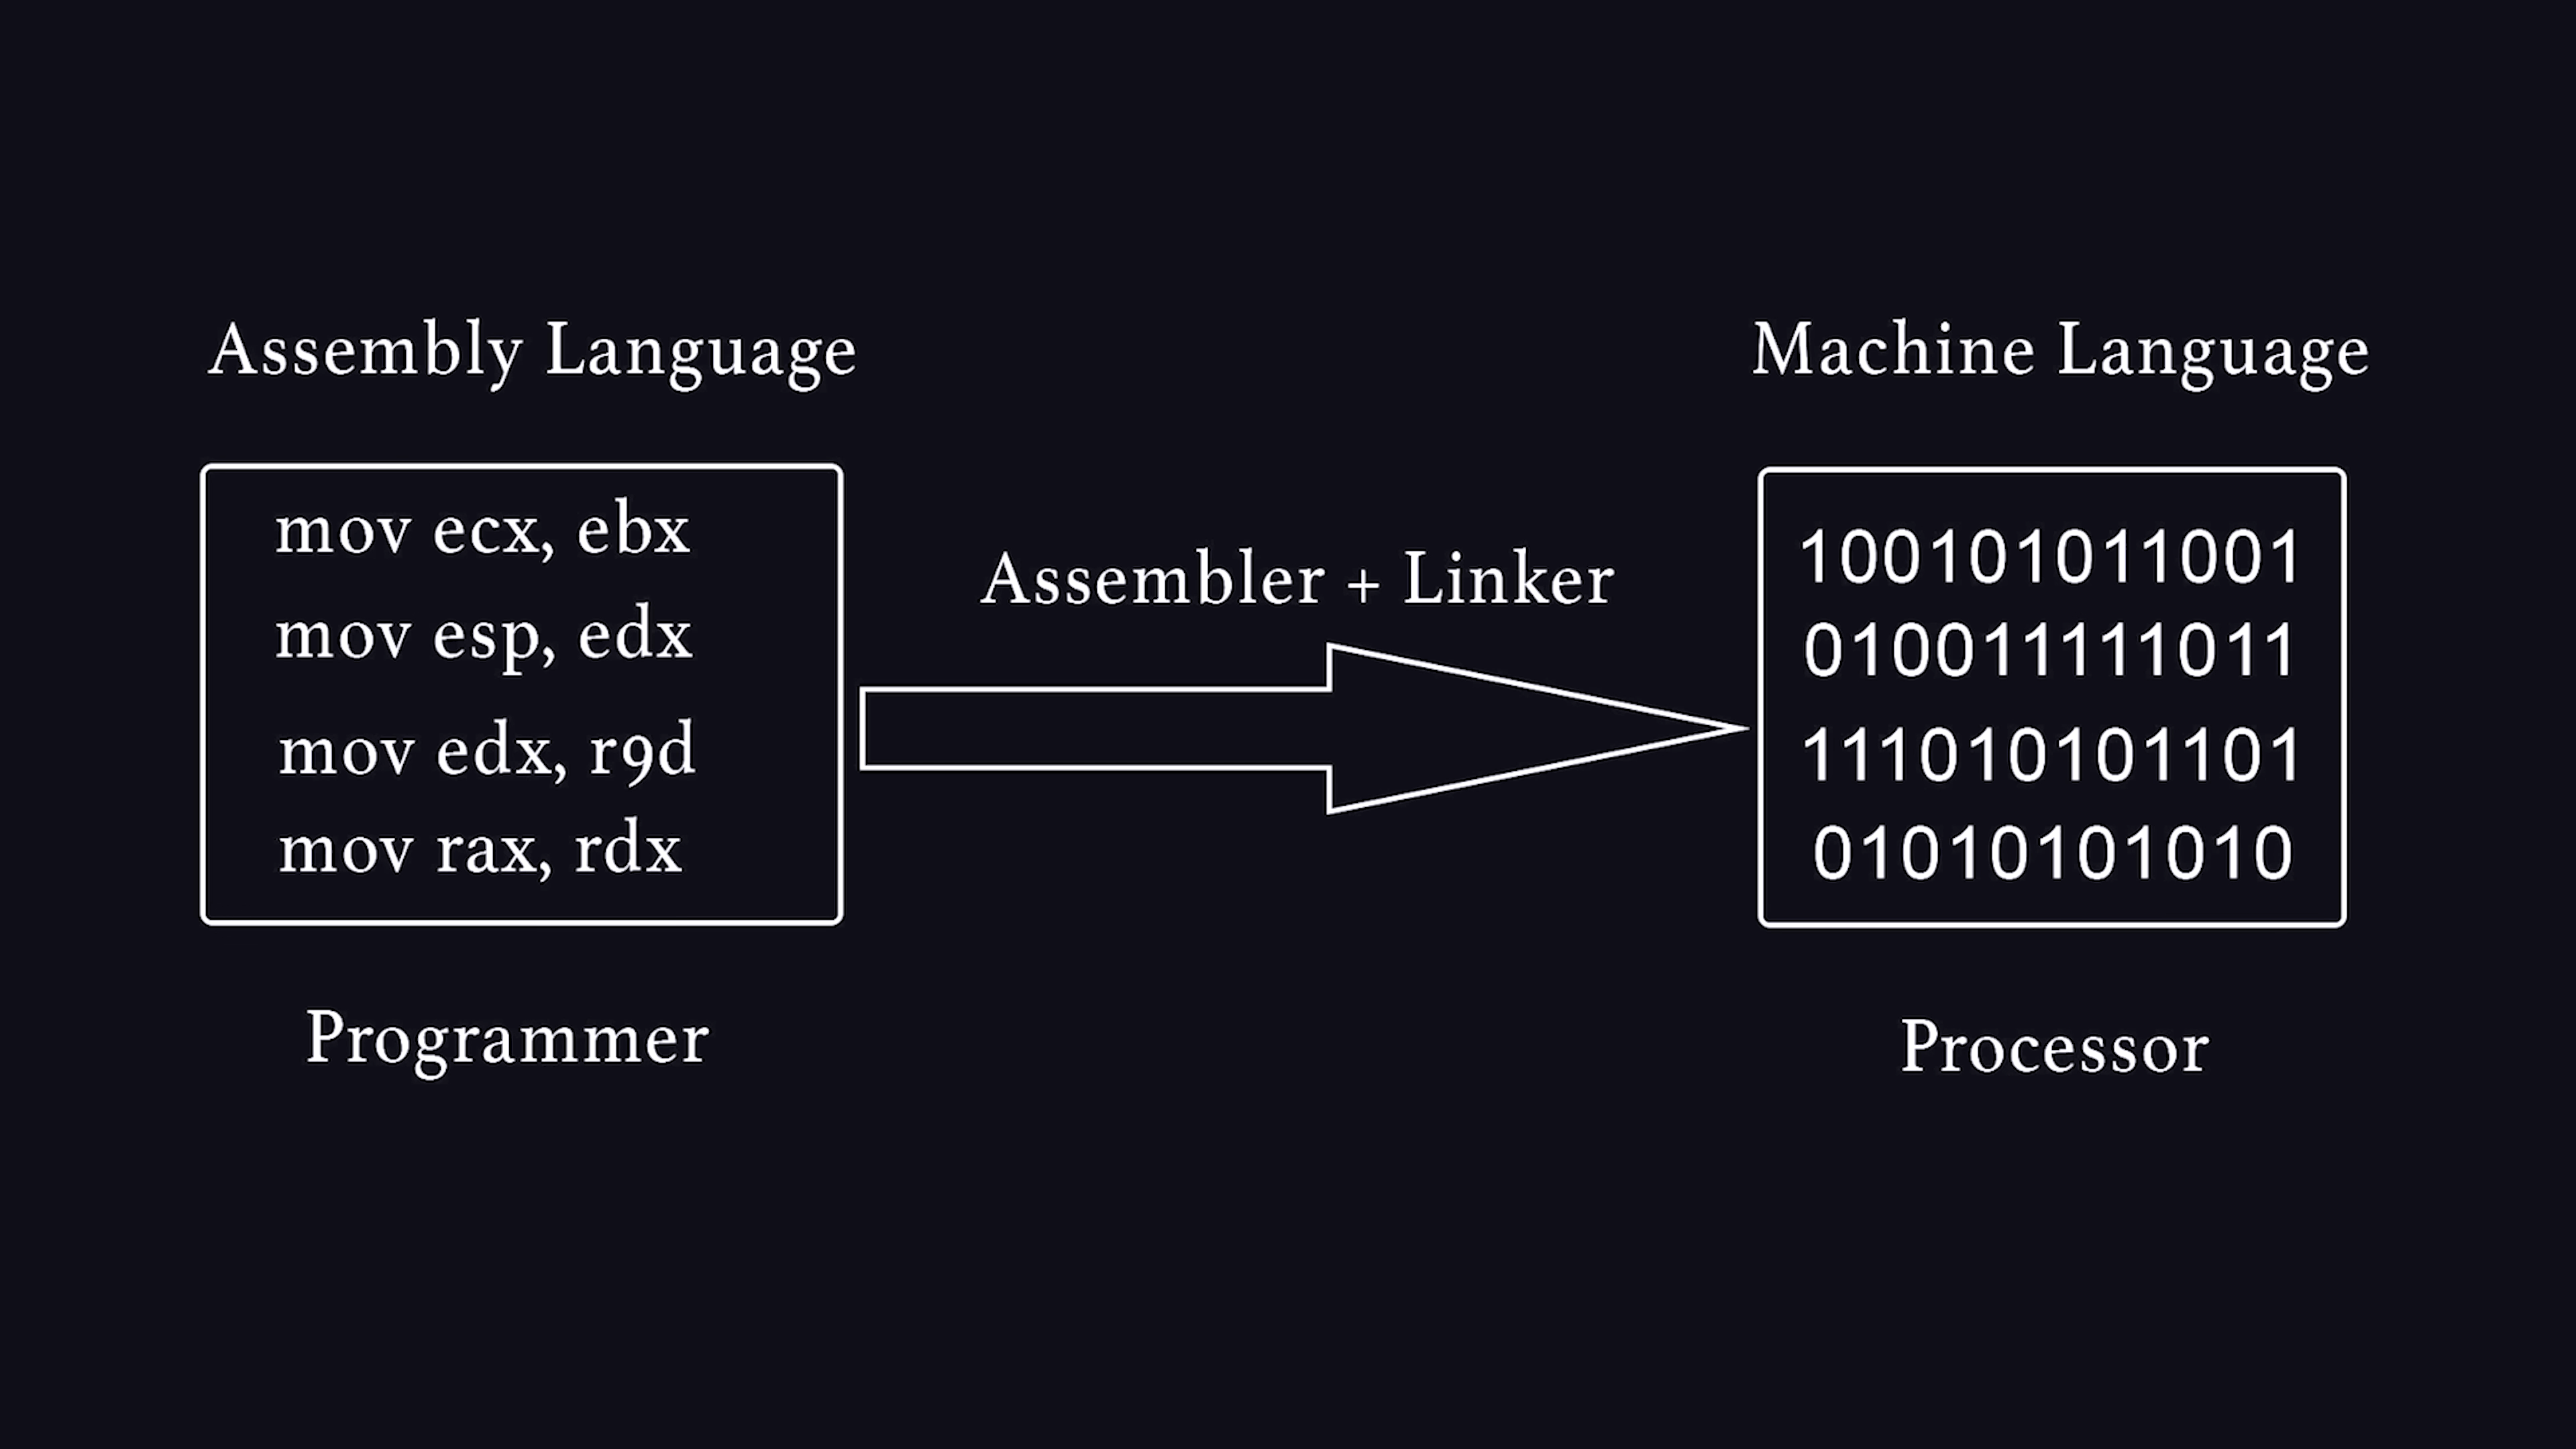 Assembly Language
mov ecx, ebx
mov esp, edx
mov edx, r9d
mov rax, rdx
Programmer
Assembler + Linker
Machine Language
100101011001
010011111011
111010101101
01010101010
Processor